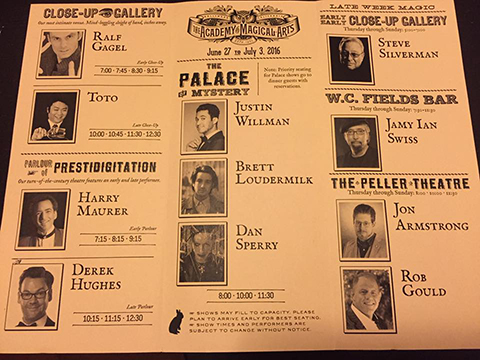 CLOSE-UP GALLERY
Our most intimate venue. Mind-boggling sleight of hand, inches away.
RALF
GAGEL
Early Close-Up
7:00 · 7:45 · 8:30 · 9:15
TOTO
Late Close-Up
10:00 · 10:45 · 11:30 · 12:30
PARLOUR
of
PRESTIDIGITATION
Our turn-of-the-century theatre features an early and late performer.
HARRY
MAURER
Early Parlour
7:15 · 8:15 · 9:15
DEREK
HUGHES
Late Parlour
10:15 · 11:15 · 12:30
THE ACADEMY OF MAGICAL ARTS
JUNE 27 TO JULY 3, 2016
THE
PALACE
OF
MYSTERY
Note: Priority seating
for Palace shows go to
dinner guests with
reservations.
JUSTIN
WILLMAN
BRETT
LOUDERMILK
DAN
SPERRY
8:00 · 10:00 · 11:30
SHOWS MAY FILL TO CAPACITY. PLEASE
PLAN TO ARRIVE EARLY FOR BEST SEATING.
SHOW TIMES AND PERFORMERS ARE
SUBJECT TO CHANGE WITHOUT NOTICE.
LATE WEEK MAGIC
EARLY
CLOSE-UP GALLERY
Thursday through Sunday:
STEVE
SILVERMAN
W.C. FIELDS BAR
Thursday through Sunday:
JAMY IAN
SWISS
THE PELLER THEATRE
Thursday through Sunday:
JON
ARMSTRONG
ROB
GOULD